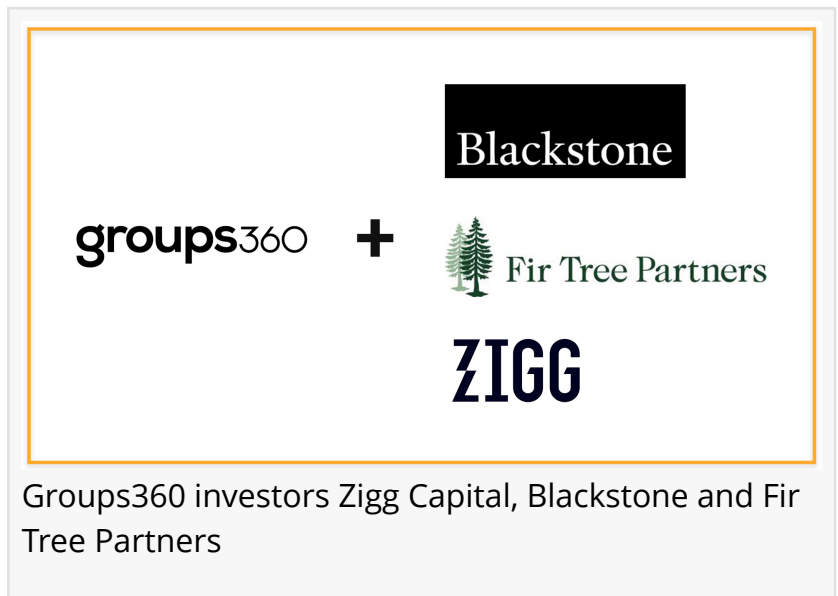 Blackstone
groups360 + Fir Tree Partners
ZIGG
Groups360 investors Zigg Capital, Blackstone and Fir
Tree Partners